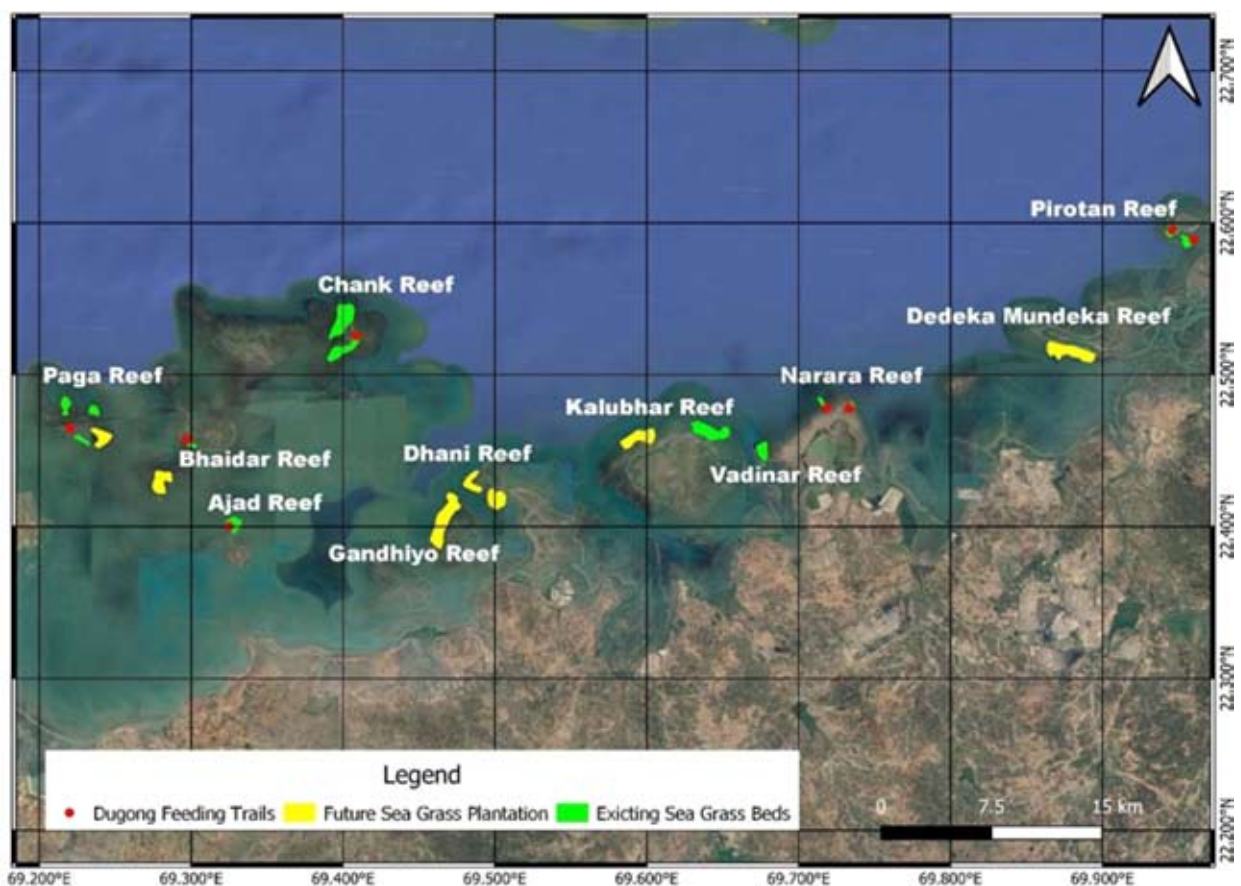 22.700°N
Pirotan Reef
22.600°N
Chank Reef
Dedeka Mundeka Reef
22.500°N
Paga Reef
Narara Reef
Kalubhar Reef
Bhaidar Reef
Dhani Reef
Vadinar Reef
Ajad Reef
22.400°N
Gandhiyo Reef
22.300°N
Legend
Dugong Feeding Trails Future Sea Grass Plantation Exicting Sea Grass Beds
0 7.5 15 km
22.200°N
69.200°E 69.300°E 69.400°E 69.500°E 69.600°E 69.700°E 69.800°E 69.900°E